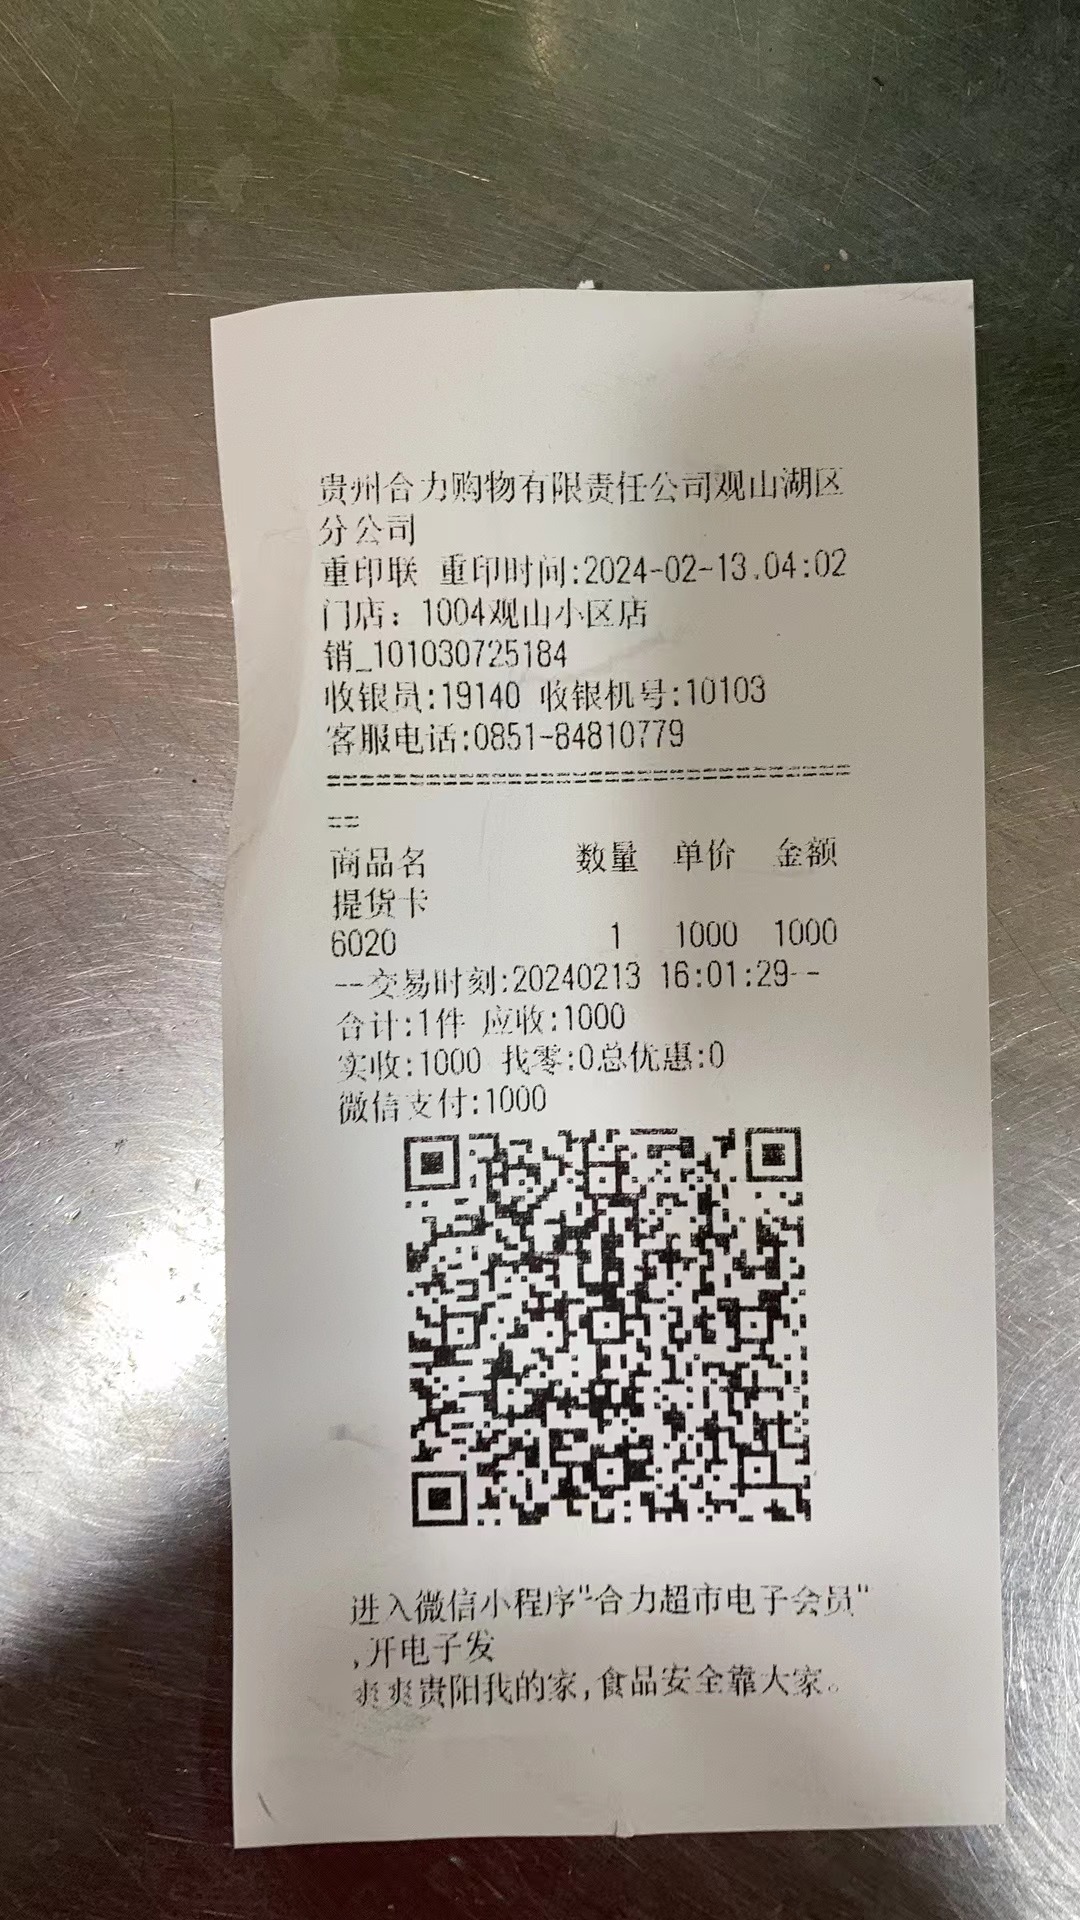 贵州合力购物有限责任公司观山湖区
分公司
重印联 重印时间:2024-02-13.04:02
门店：1004观山小区店
销_101030725184
收银员:19140 收银机号:10103
客服电话:0851-84810779
================================================
==
商品名 数量 单价 金额
提货卡
6020 1 1000 1000
--交易时刻:20240213 16:01:29--
合计:1件 应收:1000
实收:1000 找零:0总优惠:0
微信支付:1000
进入微信小程序"合力超市电子会员"
,开电子发
爽爽贵阳我的家,食品安全靠大家。